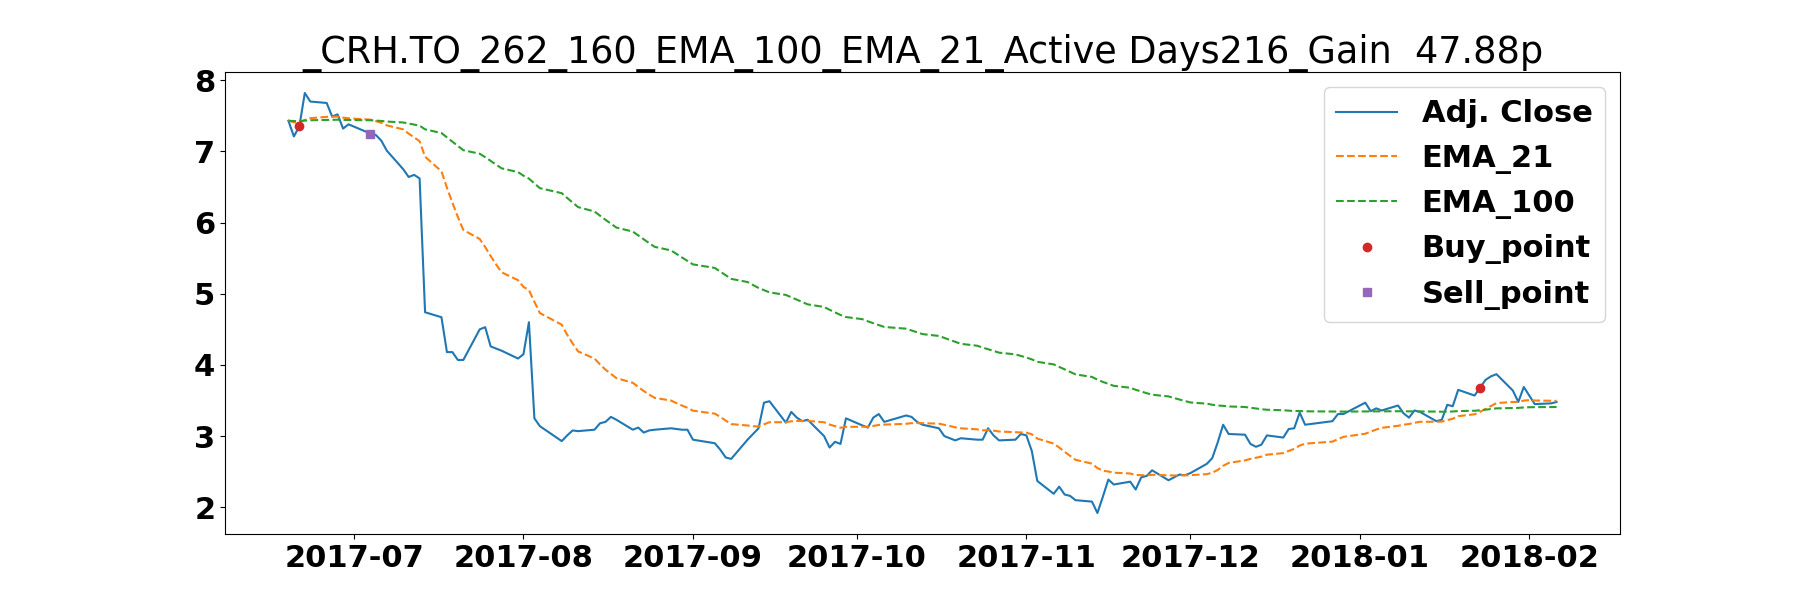 _CRH.TO_262_160_EMA_100_EMA_21_Active Days216_Gain  47.88p
8
7
6
5
4
3
2
Adj. Close
EMA_21
EMA_100
Buy_point
Sell_point
2017-07 2017-08 2017-09 2017-10 2017-11 2017-12 2018-01 2018-02